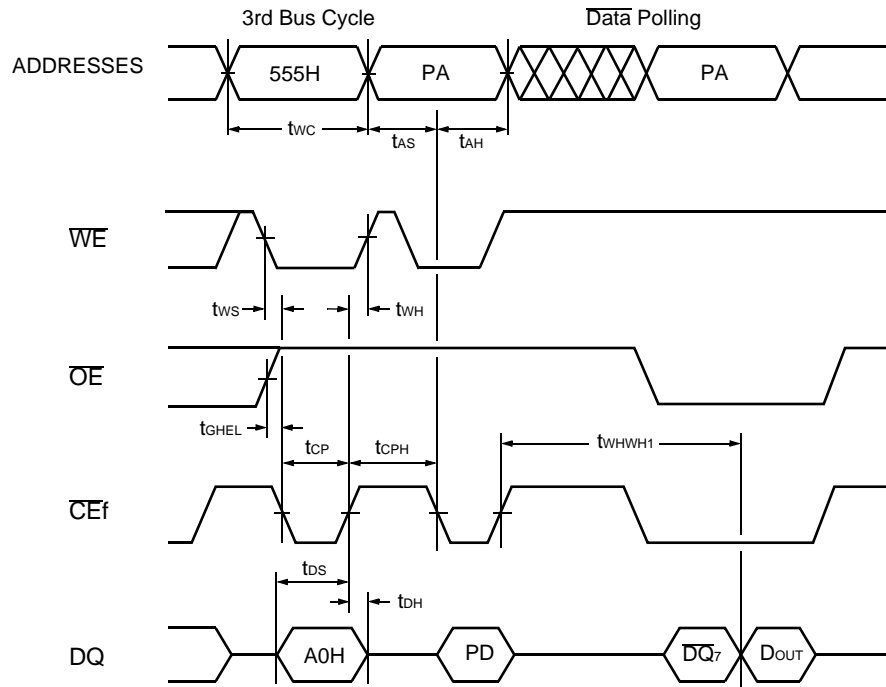 3rd Bus Cycle Data Polling
ADDRESSES 555H PA PA
tWC tAS tAH
WE
tWS tWH
OE
tGHEL tCP tCPH tWHWH1
CEf
tDS
tDH
DQ A0H PD DQ7 DOUT